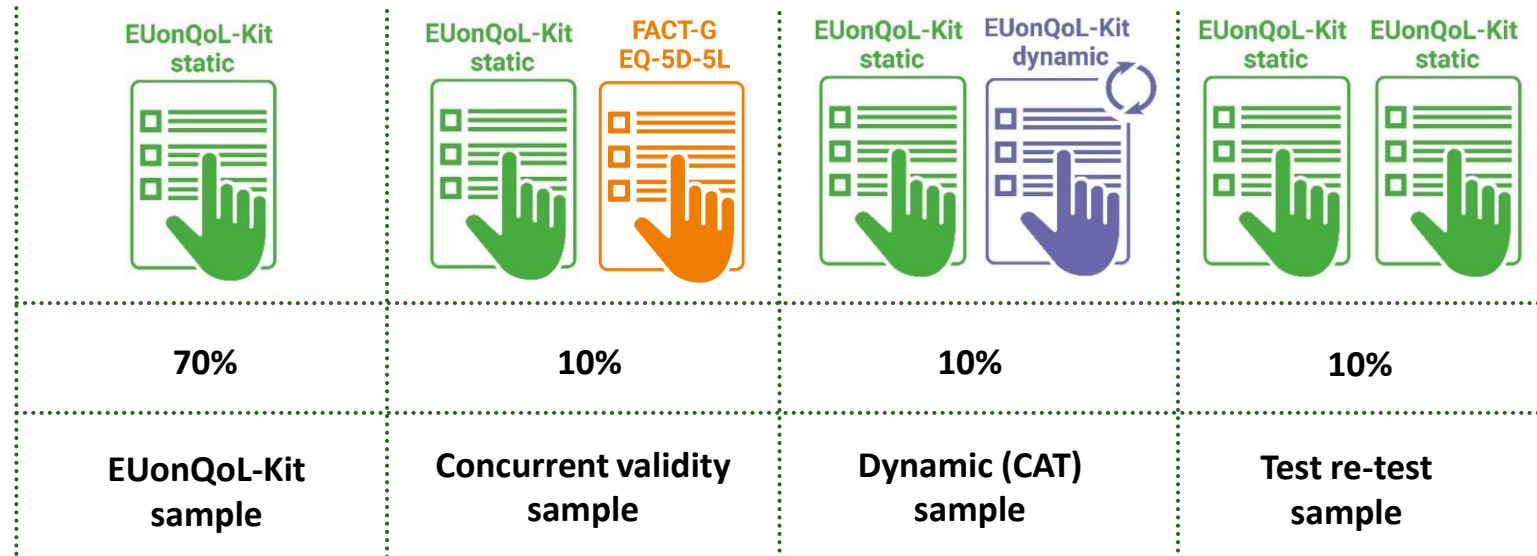 EUonQoL-Kit
static
EUonQoL-Kit
static
FACT-G
EQ-5D-5L
EUonQoL-Kit
static
EUonQoL-Kit
dynamic
EUonQoL-Kit
static
EUonQoL-Kit
static
70%
10%
10%
10%
EUonQoL-Kit
sample
Concurrent validity
sample
Dynamic (CAT)
sample
Test re-test
sample